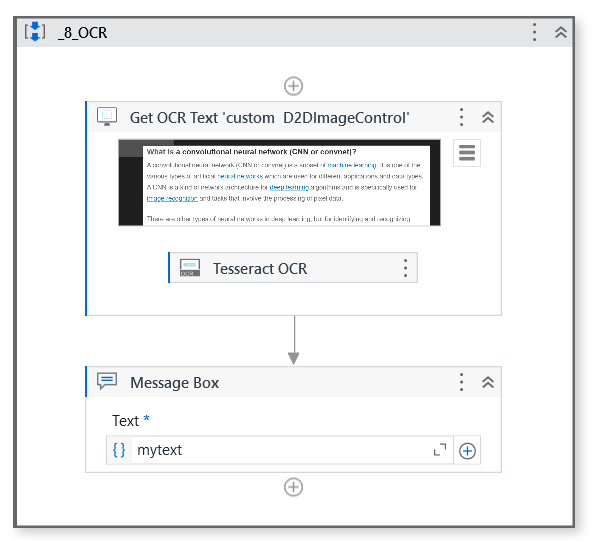 _8_OCR
Get OCR Text 'custom D2DImageControl'
What is a convolutional neural network (CNN or convnet)?
A convolutional neural network (CNN or convnet) is a subset of machine learning. It is one of the
various types of artificial neural networks which are used for different applications and data types.
A CNN is a kind of network architecture for deep learning algorithms and is specifically used for
image recognition and tasks that involve the processing of pixel data.
There are other types of neural networks in deep learning, but for identifying and recognizing
OCR
Tesseract OCR
Message Box
Text *
{ } mytext